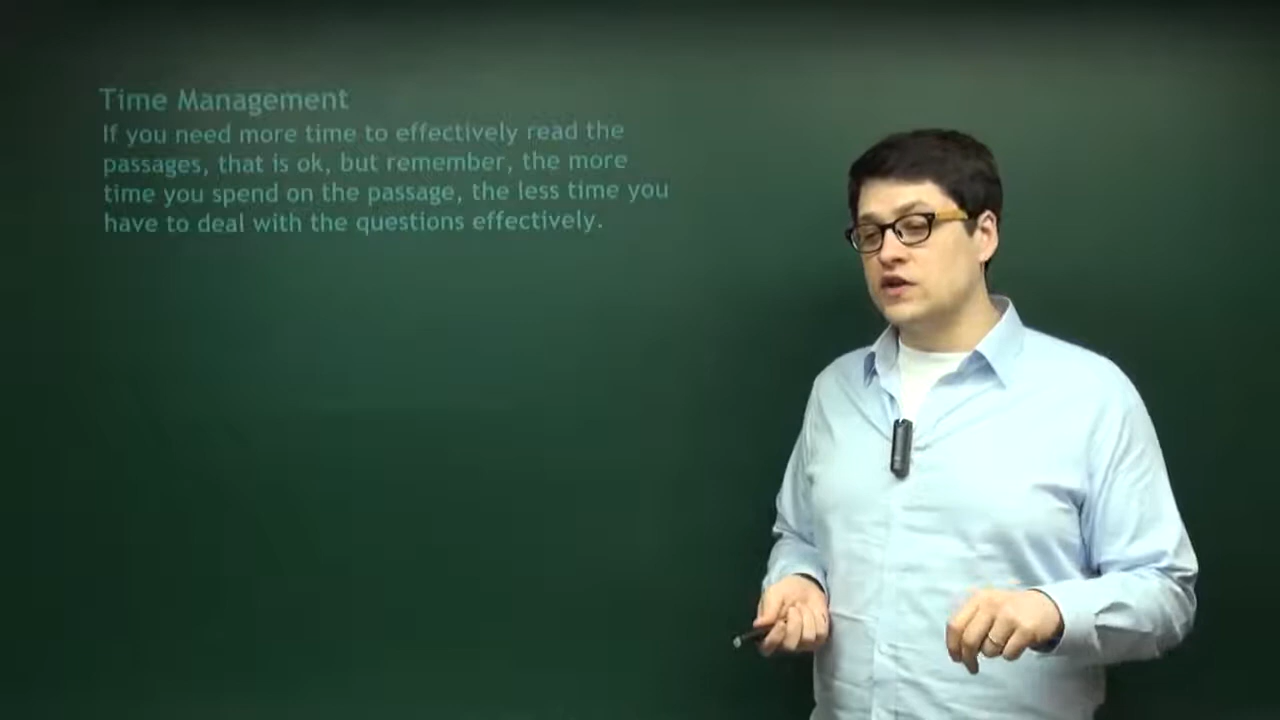 Time Management
If you need more time to effectively read the
passages, that is ok, but remember, the more
time you spend on the passage, the less time you
have to deal with the questions effectively.